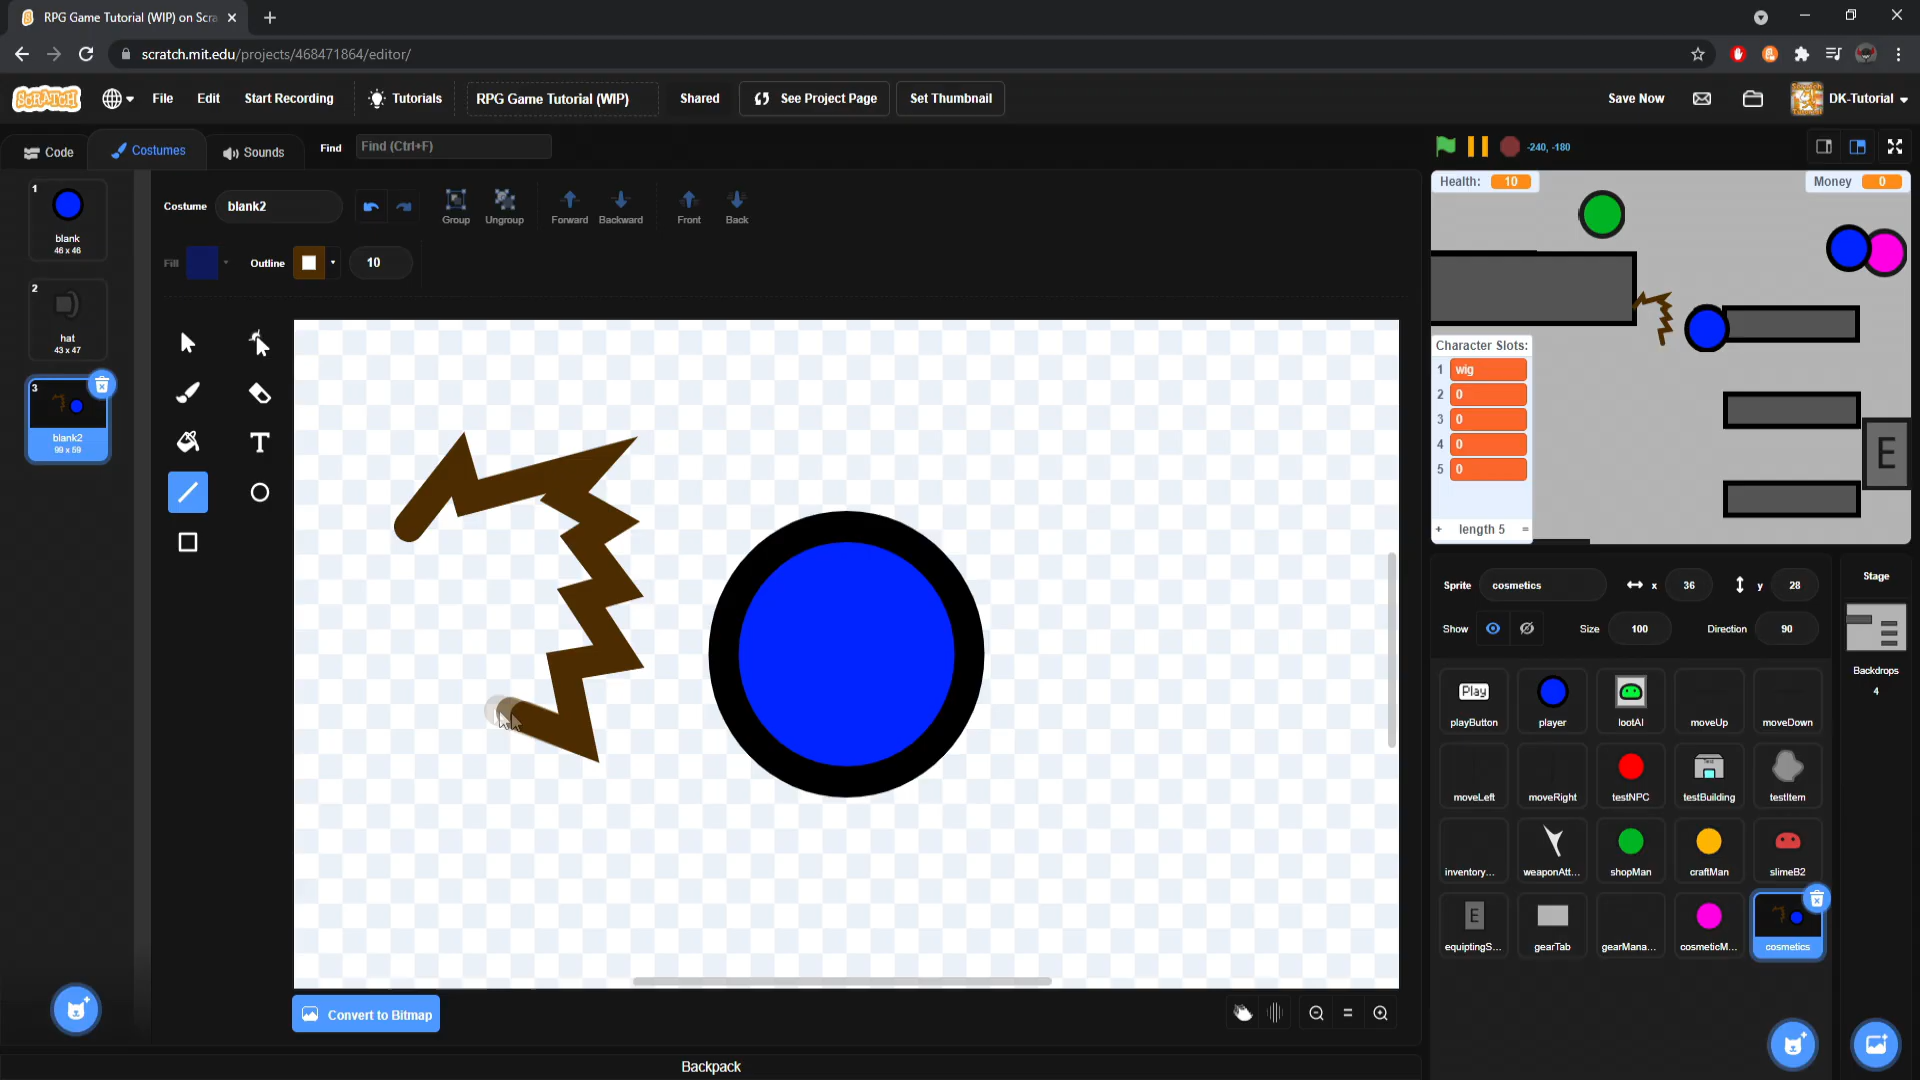 RPG Game Tutorial (WIP) on Scra
scratch.mit.edu/projects/468471864/editor/
SCRATCH
File
Edit
Start Recording
Tutorials
RPG Game Tutorial (WIP)
Shared
See Project Page
Set Thumbnail
Save Now
DK-Tutorial
Code
Costumes
Sounds
Find
Find (Ctrl+F)
-240, -180
Costume
blank2
Group
Ungroup
Forward
Backward
Front
Back
Fill
Outline
10
1
blank
46 x 46
2
hat
43 x 47
3
blank2
99 x 59
T
Convert to Bitmap
Backpack
Health: 10
Money 0
Character Slots:
1 wig
2 0
3 0
4 0
5 0
+ length 5 =
E
Sprite
cosmetics
x
36
y
28
Show
Size
100
Direction
90
Stage
Backdrops
4
Play
playButton
player
lootAI
moveUp
moveDown
moveLeft
moveRight
testNPC
testBuilding
testItem
inventory...
weaponAtt...
shopMan
craftMan
slimeB2
E
equiptingS...
gearTab
gearMana...
cosmeticM...
cosmetics